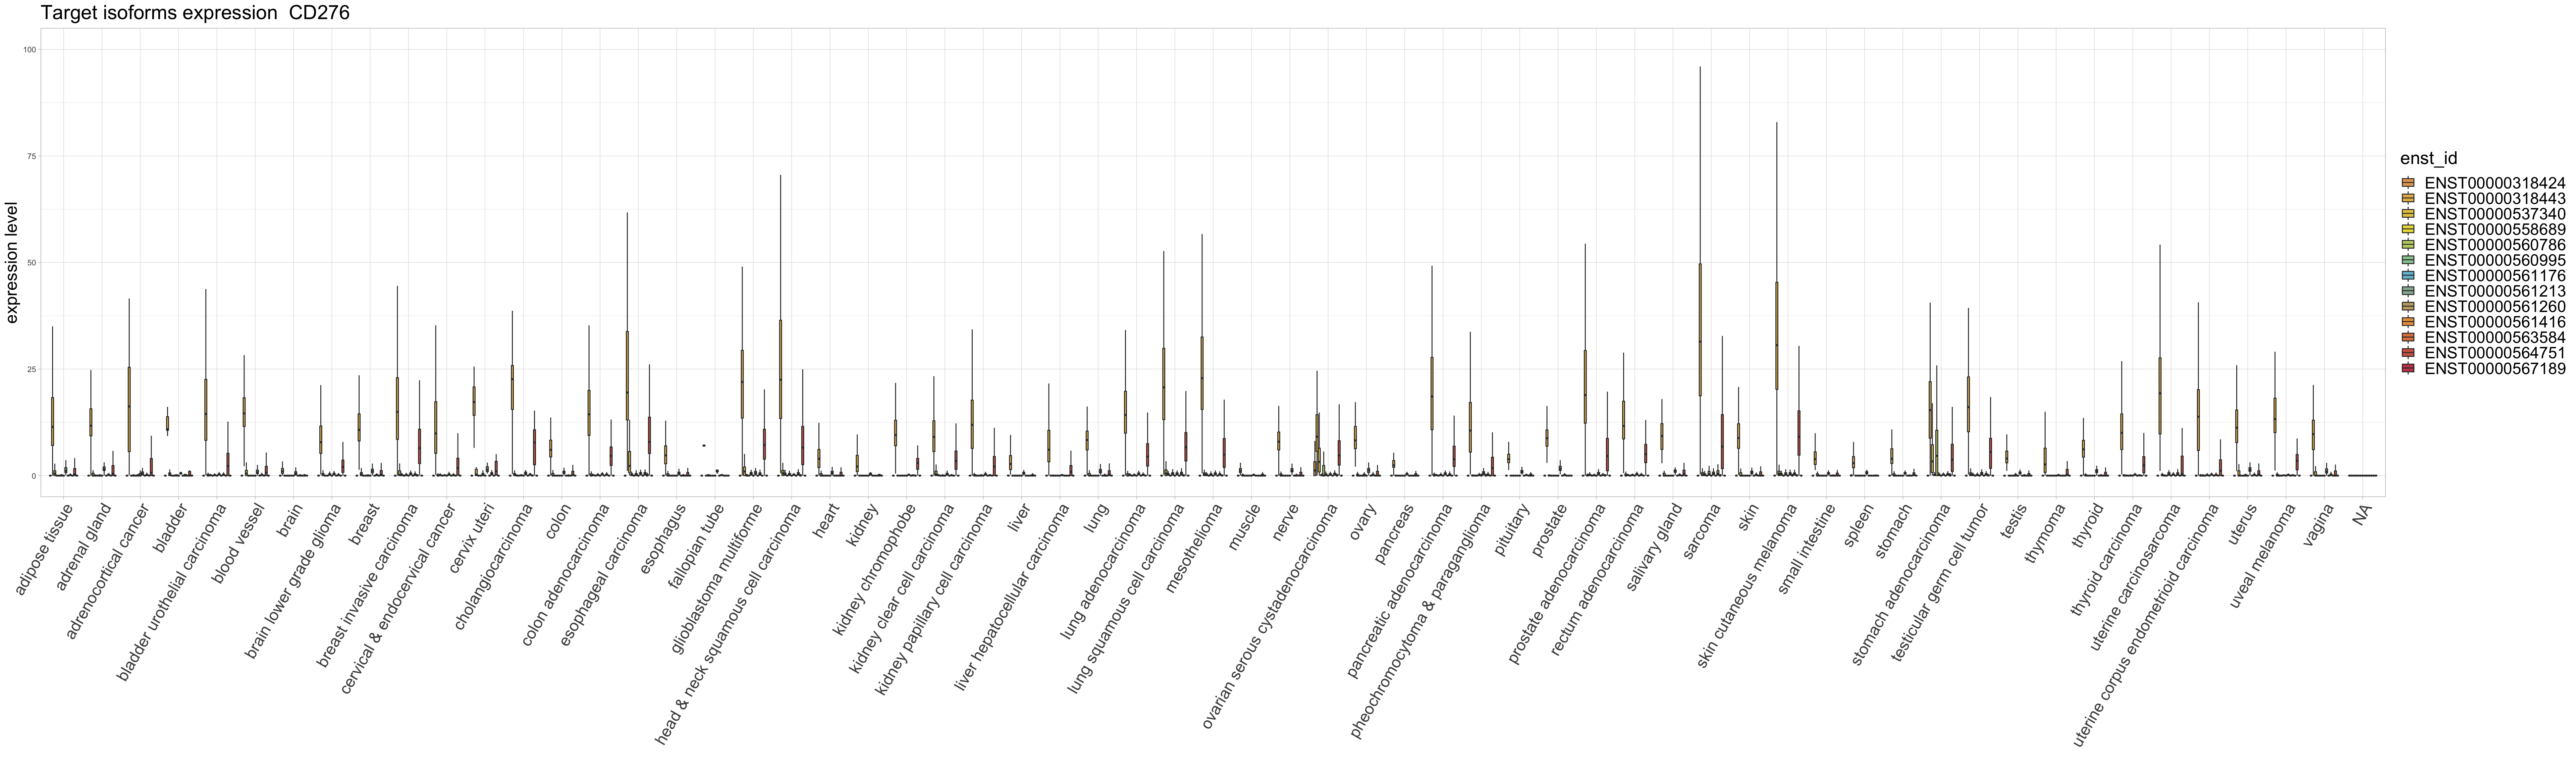 Target isoforms expression  CD276
expression level
100
75
50
25
0
adipose tissue
adrenal gland
adrenocortical cancer
bladder
bladder urothelial carcinoma
blood vessel
brain
brain lower grade glioma
breast
breast invasive carcinoma
cervical & endocervical cancer
cervix uteri
cholangiocarcinoma
colon
colon adenocarcinoma
esophageal carcinoma
esophagus
fallopian tube
glioblastoma multiforme
head & neck squamous cell carcinoma
heart
kidney
kidney chromophobe
kidney clear cell carcinoma
kidney papillary cell carcinoma
liver
liver hepatocellular carcinoma
lung
lung adenocarcinoma
lung squamous cell carcinoma
mesothelioma
muscle
nerve
ovarian serous cystadenocarcinoma
ovary
pancreas
pancreatic adenocarcinoma
pheochromocytoma & paraganglioma
pituitary
prostate
prostate adenocarcinoma
rectum adenocarcinoma
salivary gland
sarcoma
skin
skin cutaneous melanoma
small intestine
spleen
stomach
stomach adenocarcinoma
testicular germ cell tumor
testis
thymoma
thyroid
thyroid carcinoma
uterine carcinosarcoma
uterine corpus endometrioid carcinoma
uterus
uveal melanoma
vagina
NA
enst_id
ENST00000318424
ENST00000318443
ENST00000537340
ENST00000558689
ENST00000560786
ENST00000560995
ENST00000561176
ENST00000561213
ENST00000561260
ENST00000561416
ENST00000563584
ENST00000564751
ENST00000567189